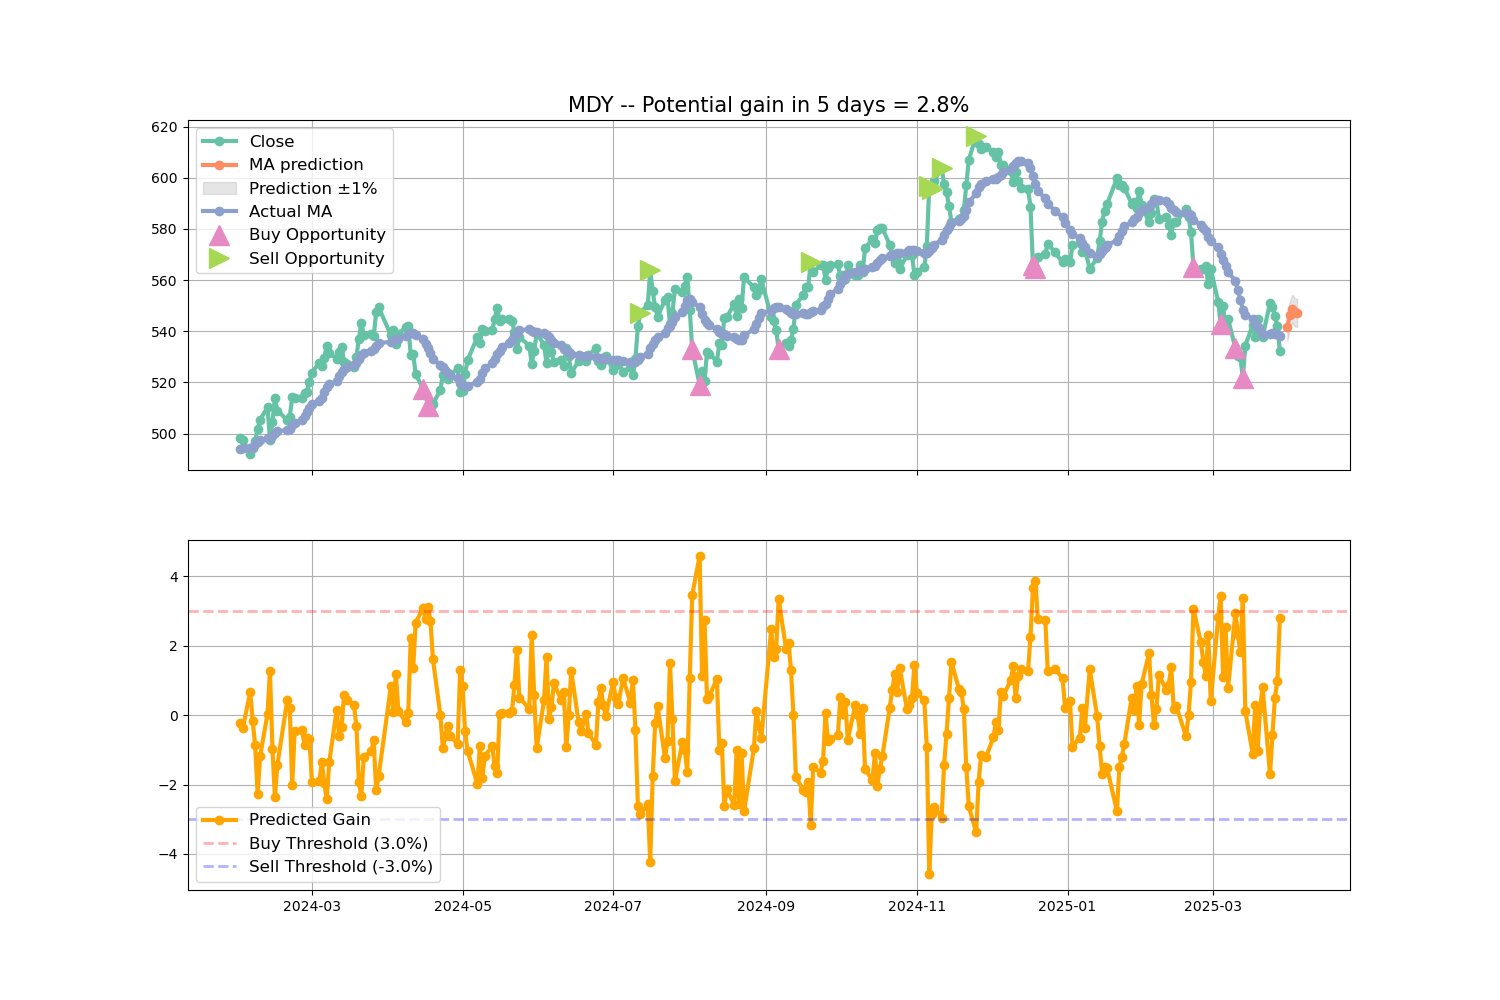 MDY -- Potential gain in 5 days = 2.8%
620
600
580
560
540
520
500
Close
MA prediction
Prediction ±1%
Actual MA
Buy Opportunity
Sell Opportunity
4
2
0
−2
−4
Predicted Gain
Buy Threshold (3.0%)
Sell Threshold (-3.0%)
2024-03
2024-05
2024-07
2024-09
2024-11
2025-01
2025-03